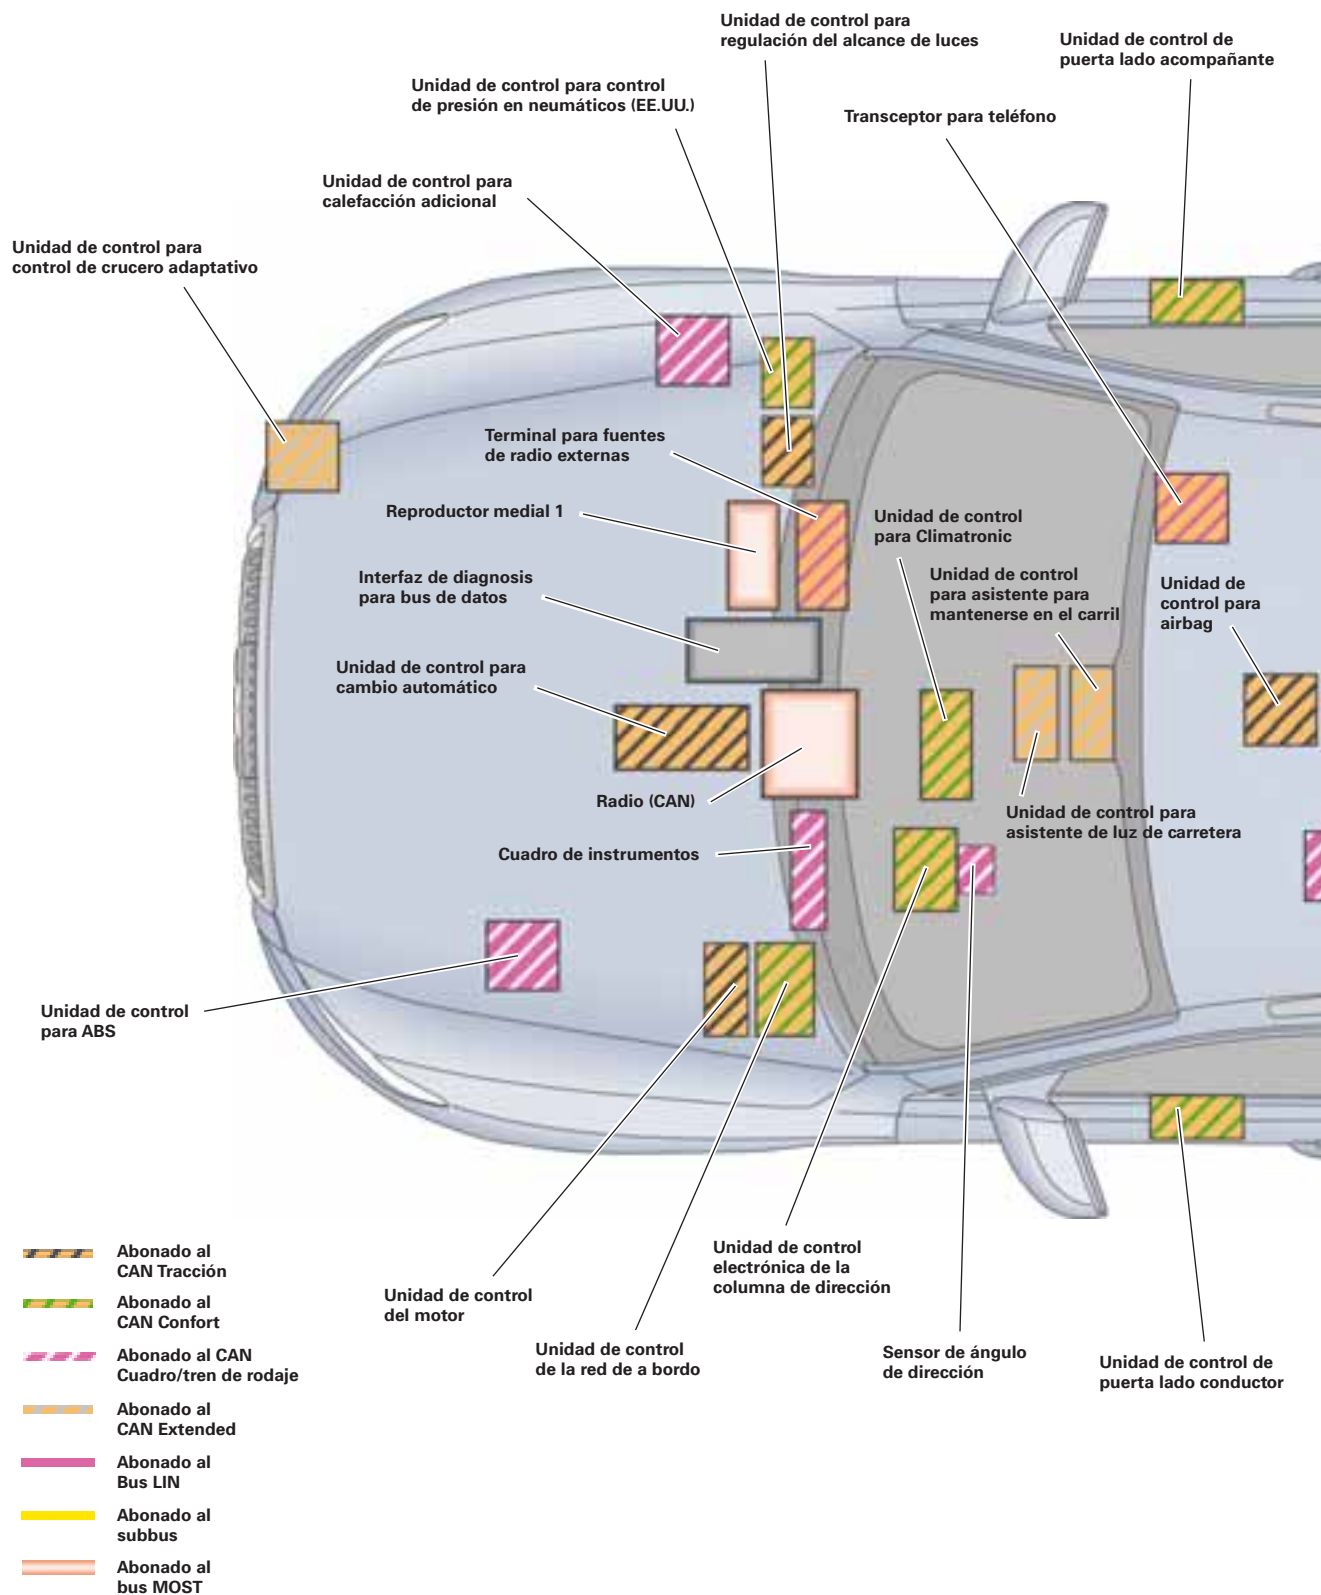 Unidad de control para
regulación del alcance de luces
Unidad de control de
puerta lado acompañante
Unidad de control para control
de presión en neumáticos (EE.UU.)
Transceptor para teléfono
Unidad de control para
calefacción adicional
Unidad de control para
control de crucero adaptativo
Terminal para fuentes
de radio externas
Reproductor medial 1
Unidad de control
para Climatronic
Interfaz de diagnosis
para bus de datos
Unidad de control
para asistente para
mantenerse en el carril
Unidad de
control para
airbag
Unidad de control para
cambio automático
Radio (CAN)
Unidad de control para
asistente de luz de carretera
Cuadro de instrumentos
Unidad de control
para ABS
Unidad de control
electrónica de la
columna de dirección
Unidad de control
del motor
Unidad de control
de la red de a bordo
Sensor de ángulo
de dirección
Unidad de control de
puerta lado conductor
Abonado al
CAN Tracción
Abonado al
CAN Confort
Abonado al CAN
Cuadro/tren de rodaje
Abonado al
CAN Extended
Abonado al
Bus LIN
Abonado al
subbus
Abonado al
bus MOST